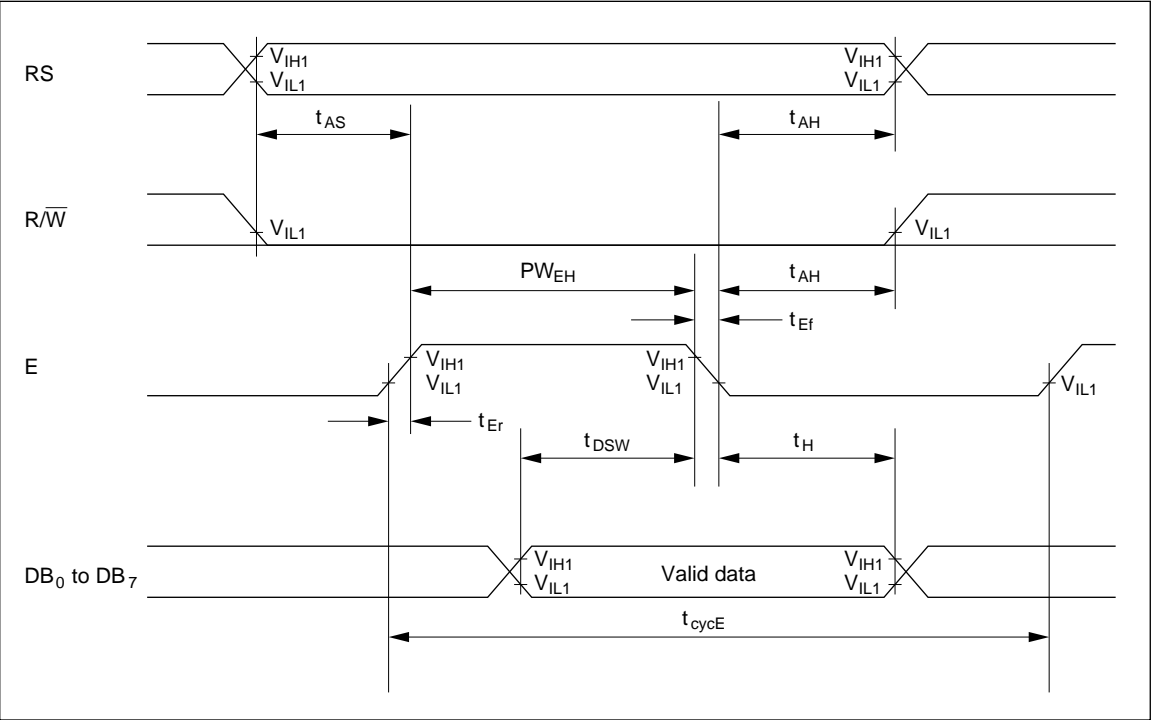 RS
VIH1
VIL1
VIH1
VIL1
tAS
tAH
R/W̅
VIL1
VIL1
PWEH
tAH
tEf
E
VIH1
VIL1
VIH1
VIL1
VIL1
tEr
tDSW
tH
DB0 to DB7
VIH1
VIL1
Valid data
VIH1
VIL1
tcycE